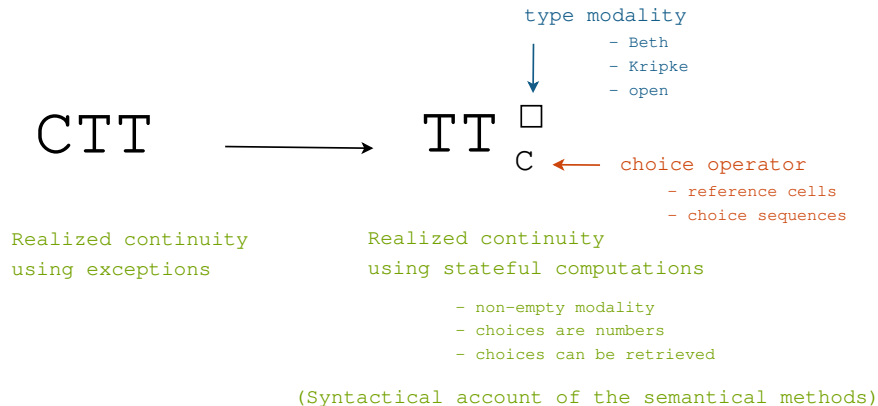 type modality
- Beth
- Kripke
- open
CTT
TT □
C
choice operator
- reference cells
- choice sequences
Realized continuity
using exceptions
Realized continuity
using stateful computations
- non-empty modality
- choices are numbers
- choices can be retrieved
(Syntactical account of the semantical methods)